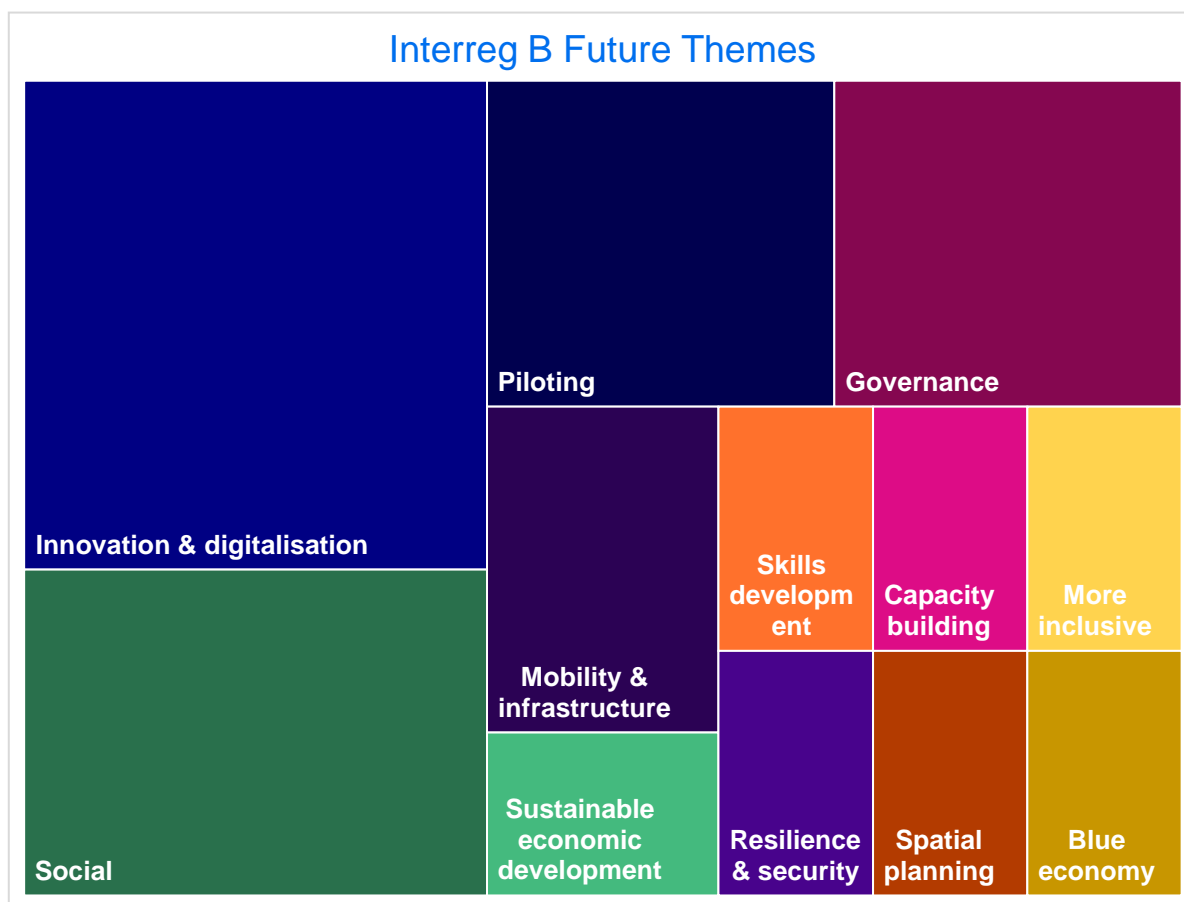 Interreg B Future Themes
Innovation & digitalisation
Social
Piloting
Governance
Mobility &
infrastructure
Sustainable
economic
development
Skills
developm
ent
Capacity
building
More
inclusive
Resilience
& security
Spatial
planning
Blue
economy